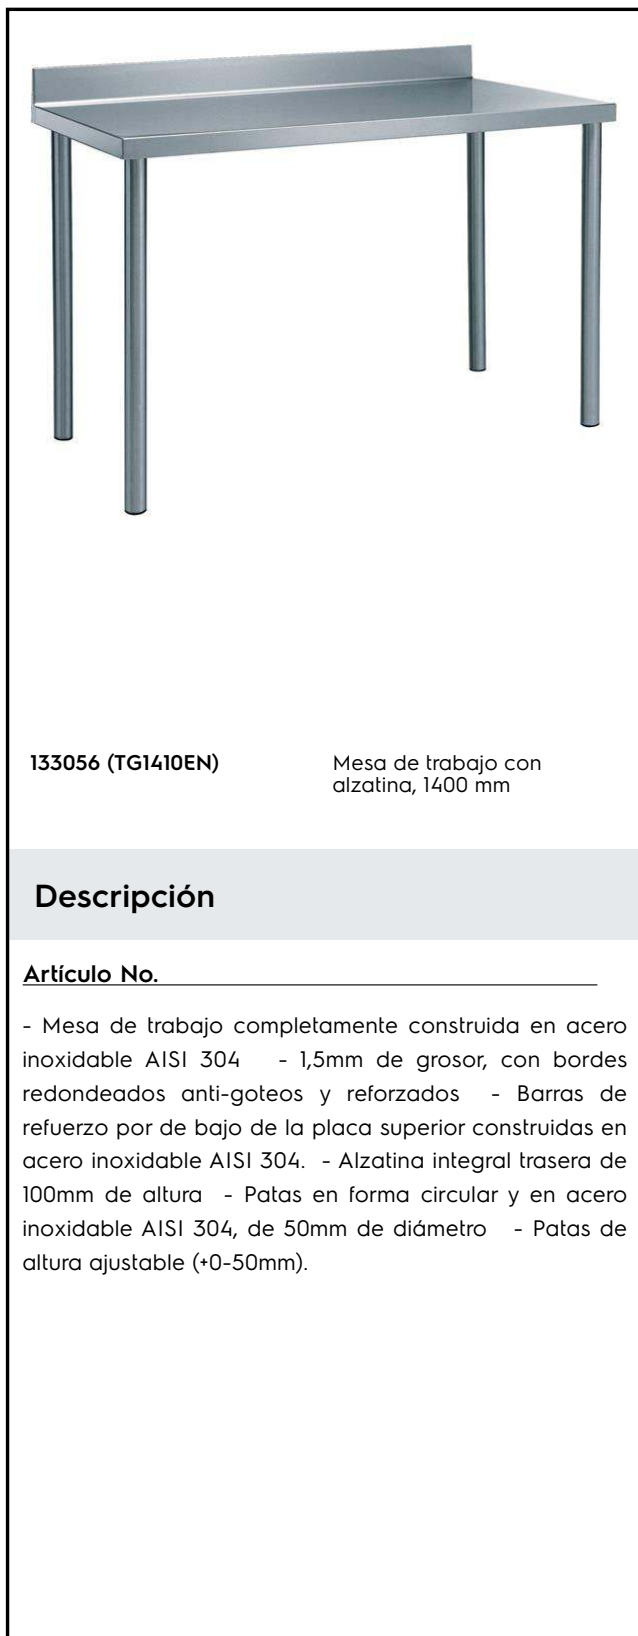 133056 (TG1410EN)
Mesa de trabajo con
alzatina, 1400 mm
Descripción
Artículo No.
- Mesa de trabajo completamente construida en acero
inoxidable AISI 304 - 1,5mm de grosor, con bordes
redondeados anti-goteos y reforzados - Barras de
refuerzo por de bajo de la placa superior construidas en
acero inoxidable AISI 304. - Alzatina integral trasera de
100mm de altura - Patas en forma circular y en acero
inoxidable AISI 304, de 50mm de diámetro - Patas de
altura ajustable (+0-50mm).